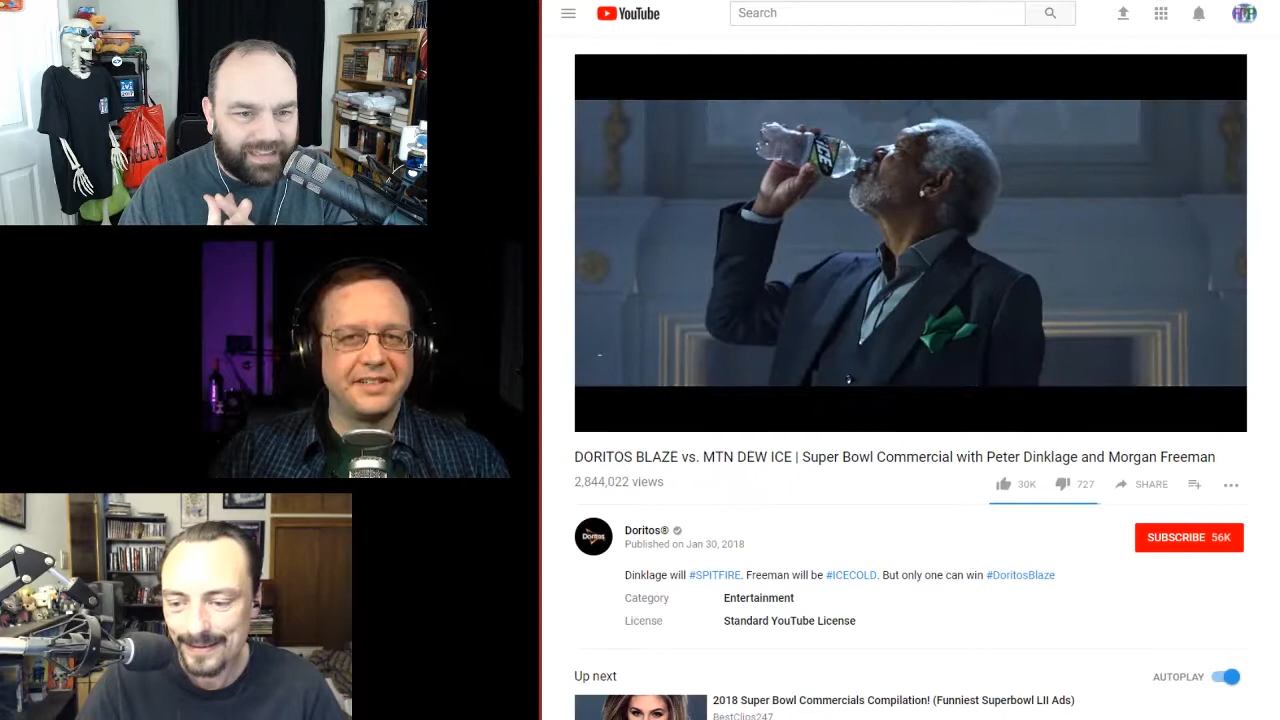 YouTube
Search
VOGUE
ICE
DORITOS BLAZE vs. MTN DEW ICE | Super Bowl Commercial with Peter Dinklage and Morgan Freeman
2,844,022 views
30K
727
SHARE
Doritos
Doritos®
Published on Jan 30, 2018
SUBSCRIBE 56K
Dinklage will #SPITFIRE. Freeman will be #ICECOLD. But only one can win #DoritosBlaze
Category
Entertainment
License
Standard YouTube License
Up next
AUTOPLAY
2018 Super Bowl Commercials Compilation! (Funniest Superbowl LII Ads)
BestClips247